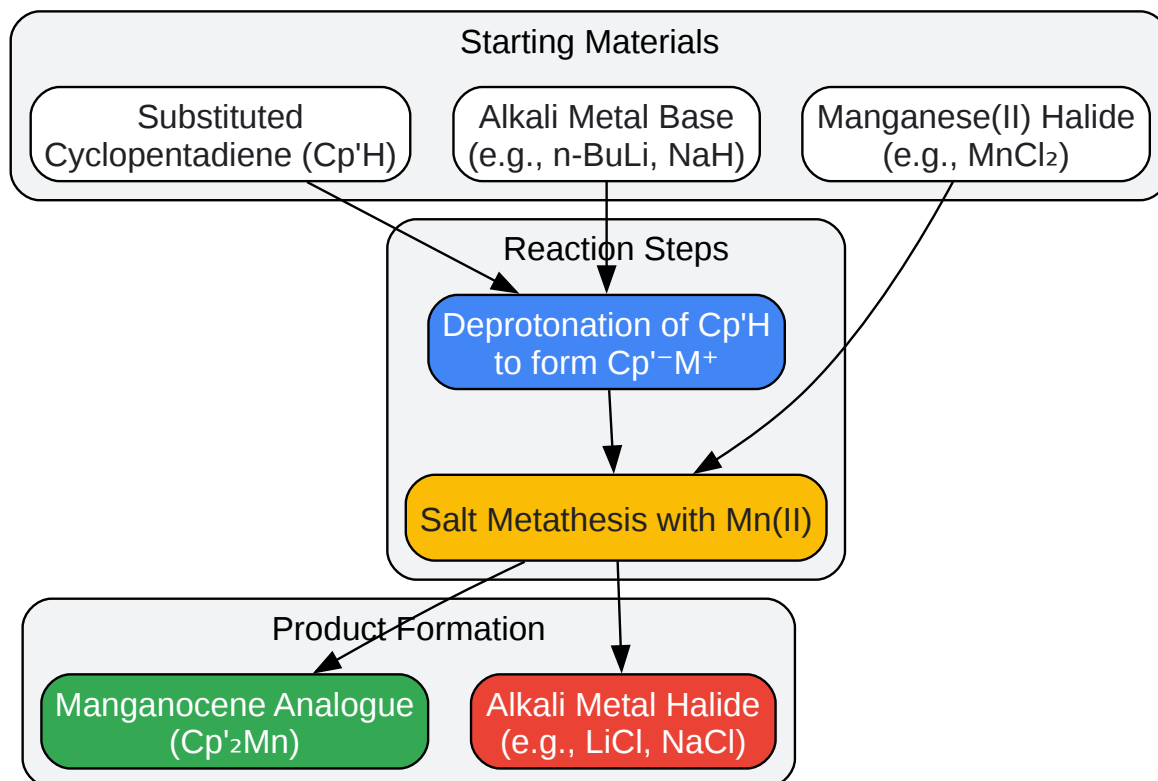 Starting Materials
Substituted
Cyclopentadiene (Cp'H)
Alkali Metal Base
(e.g., n-BuLi, NaH)
Manganese(II) Halide
(e.g., MnCl₂)
Reaction Steps
Deprotonation of Cp'H
to form Cp'⁻M⁺
Salt Metathesis with Mn(II)
Product Formation
Manganocene Analogue
(Cp'₂Mn)
Alkali Metal Halide
(e.g., LiCl, NaCl)